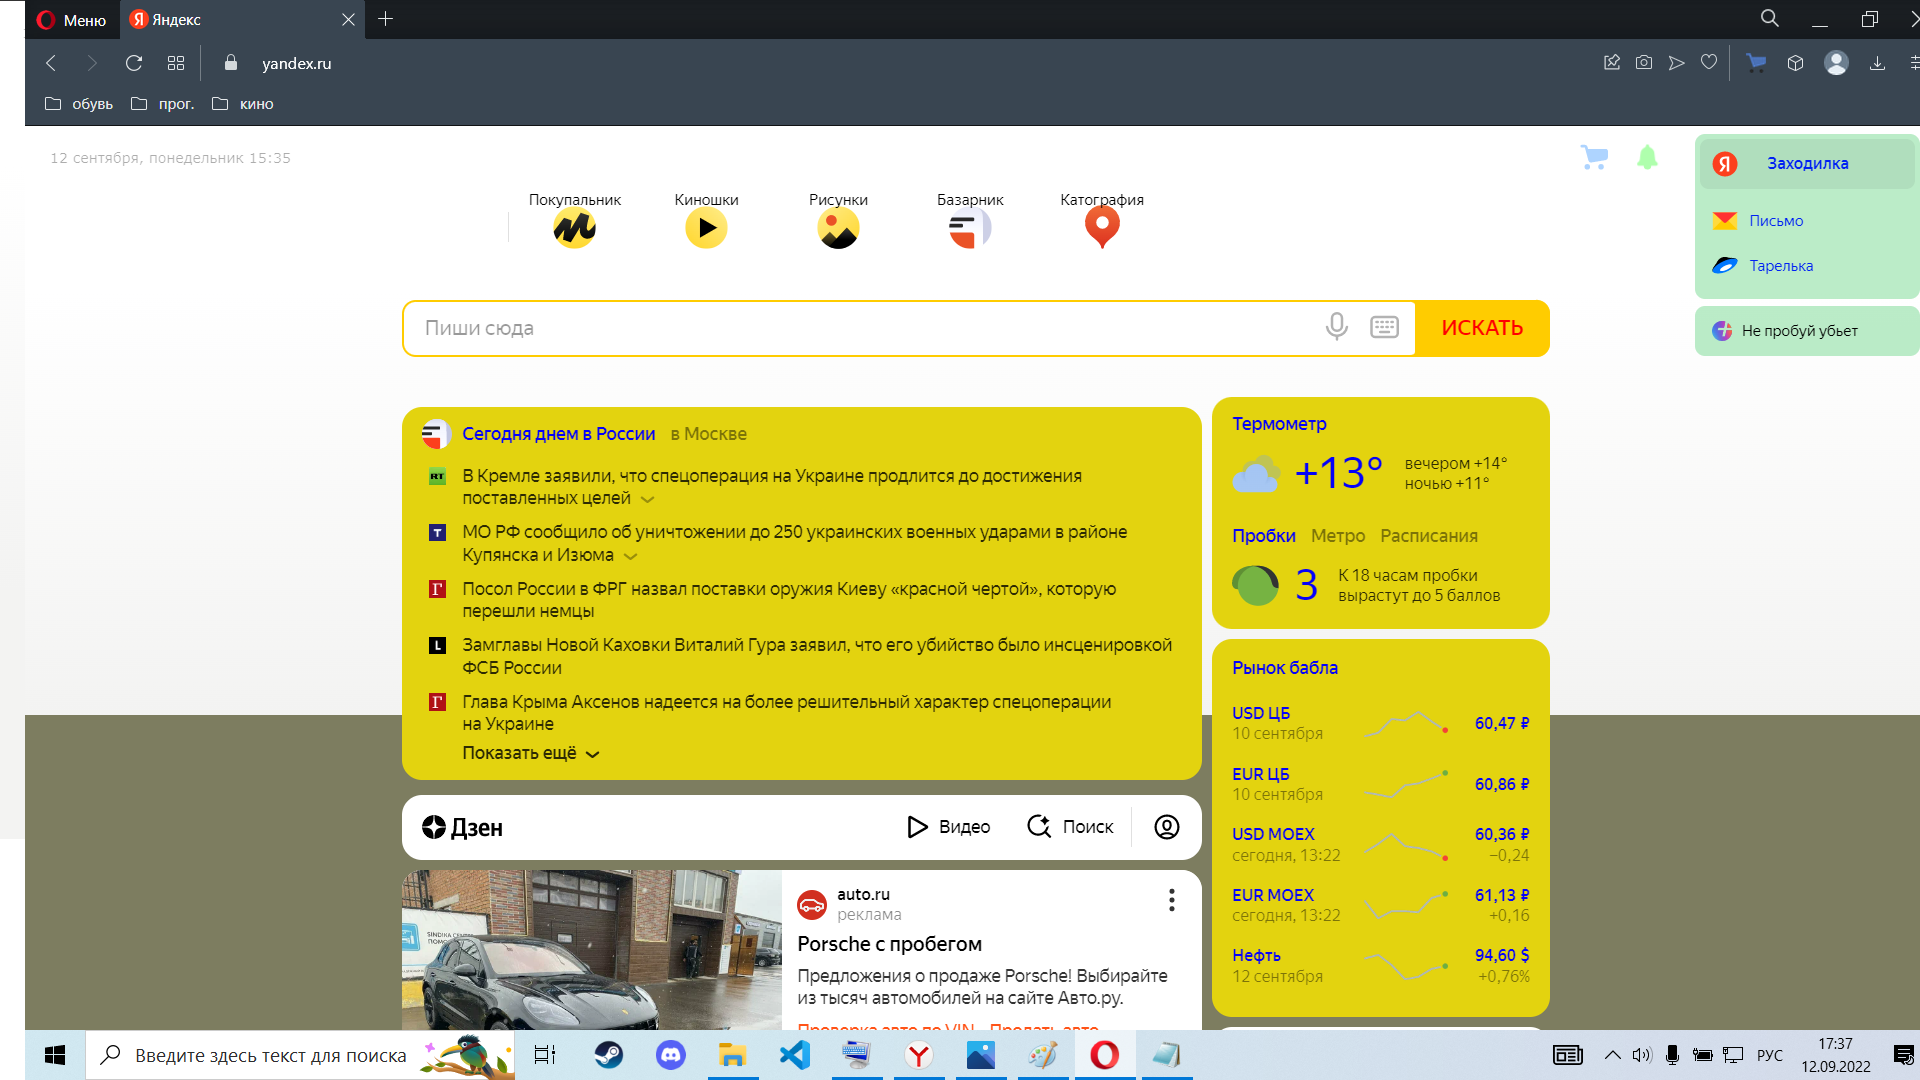 Меню
Яндекс
yandex.ru
обувь
прог.
кино
12 сентября, понедельник 15:35
Покупальник
Киношки
Рисунки
Базарник
Катография
Заходилка
Письмо
Тарелька
Не пробуй убьет
Пиши сюда
ИСКАТЬ
Сегодня днем в России в Москве
В Кремле заявили, что спецоперация на Украине продлится до достижения
поставленных целей
МО РФ сообщило об уничтожении до 250 украинских военных ударами в районе
Купянска и Изюма
Посол России в ФРГ назвал поставки оружия Киеву «красной чертой», которую
перешли немцы
Замглавы Новой Каховки Виталий Гура заявил, что его убийство было инсценировкой
ФСБ России
Глава Крыма Аксенов надеется на более решительный характер спецоперации
на Украине
Показать ещё
Термометр
+13°
вечером +14°
ночью +11°
Пробки Метро Расписания
3
К 18 часам пробки
вырастут до 5 баллов
Рынок бабла
USD ЦБ 60,47 ₽
10 сентября
EUR ЦБ 60,86 ₽
10 сентября
USD MOEX 60,36 ₽
сегодня, 13:22 −0,24
EUR MOEX 61,13 ₽
сегодня, 13:22 +0,16
Нефть 94,60 $
12 сентября +0,76%
Дзен
Видео
Поиск
auto.ru
реклама
Porsche с пробегом
Предложения о продаже Porsche! Выбирайте
из тысяч автомобилей на сайте Авто.ру.
Проверка авто по VIN Продать авто
Введите здесь текст для поиска
РУС
17:37
12.09.2022